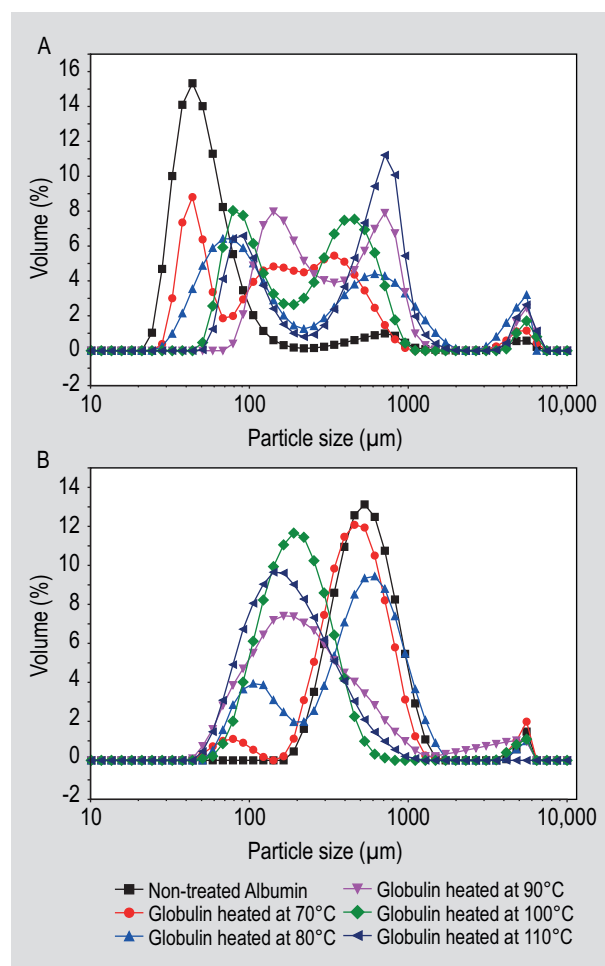 A
16
14
12
10
8
6
4
2
0
-2
Volume (%)
10 100 1000 10,000
Particle size (µm)
B
14
12
10
8
6
4
2
0
-2
Volume (%)
10 100 1000 10,000
Particle size (µm)
Non-treated Albumin Globulin heated at 90°C
Globulin heated at 70°C Globulin heated at 100°C
Globulin heated at 80°C Globulin heated at 110°C